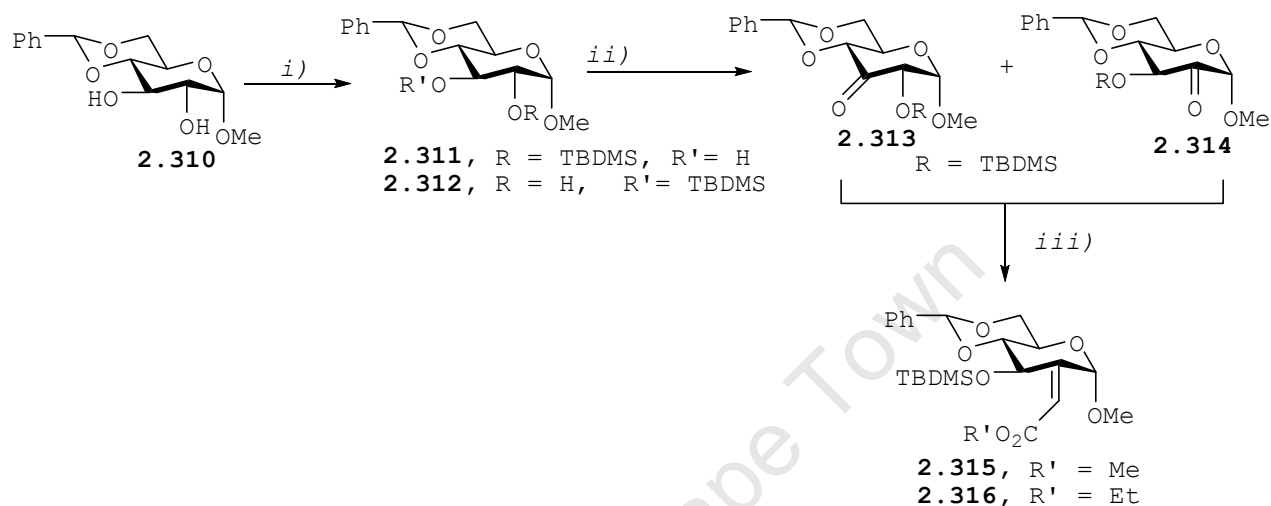 Ph O O O O HO OH OMe
2.310
i)
Ph O O O R'O OR OMe
2.311, R = TBDMS, R'= H
2.312, R = H, R'= TBDMS
ii)
Ph O O O O OR OMe
2.313
+
Ph O O O RO O OMe
2.314
R = TBDMS
iii)
Ph O O O TBDMSO OMe
R'O2C
2.315, R' = Me
2.316, R' = Et
ape Town